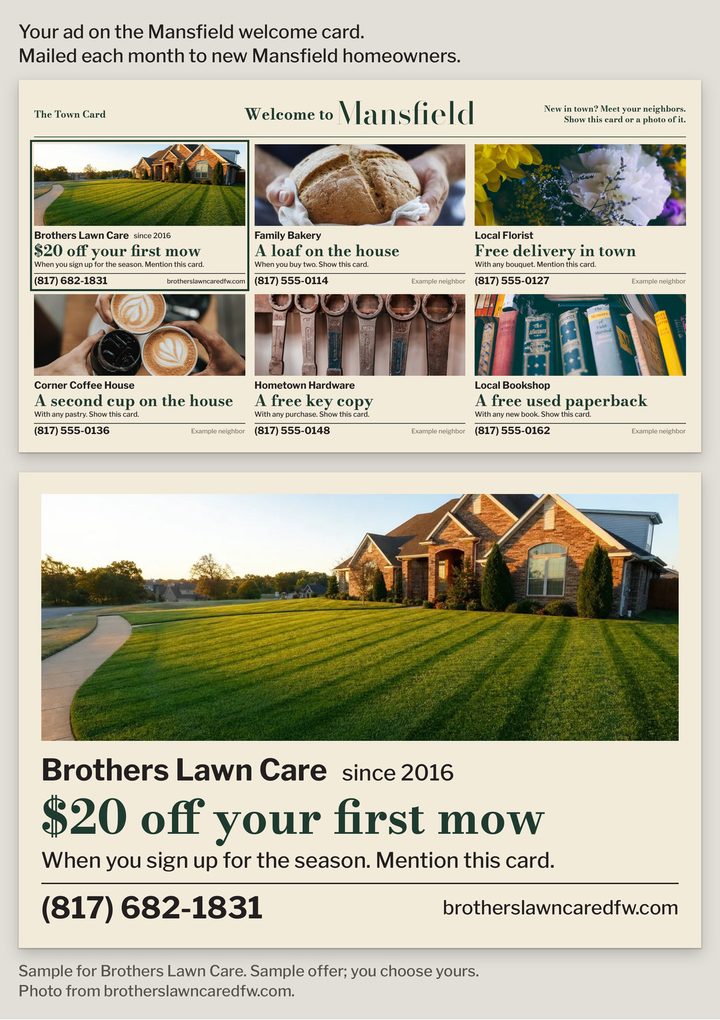 Your ad on the Mansfield welcome card.
Mailed each month to new Mansfield homeowners.
The Town Card
Welcome to Mansfield
New in town? Meet your neighbors.
Show this card or a photo of it.
Brothers Lawn Care since 2016
$20 off your first mow
When you sign up for the season. Mention this card.
(817) 682-1831 brotherslawncaredfw.com
Family Bakery
A loaf on the house
When you buy two. Show this card.
(817) 555-0114 Example neighbor
Local Florist
Free delivery in town
With any bouquet. Mention this card.
(817) 555-0127 Example neighbor
Corner Coffee House
A second cup on the house
With any pastry. Show this card.
(817) 555-0136 Example neighbor
Hometown Hardware
A free key copy
With any purchase. Show this card.
(817) 555-0148 Example neighbor
Local Bookshop
A free used paperback
With any new book. Show this card.
(817) 555-0162 Example neighbor
Brothers Lawn Care since 2016
$20 off your first mow
When you sign up for the season. Mention this card.
(817) 682-1831 brotherslawncaredfw.com
Sample for Brothers Lawn Care. Sample offer; you choose yours.
Photo from brotherslawncaredfw.com.